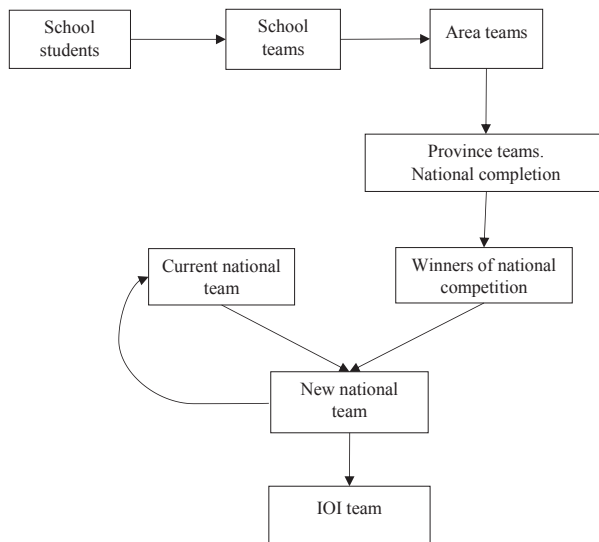 School
students
School
teams
Area teams
Province teams.
National completion
Current national
team
Winners of national
competition
New national
team
IOI team